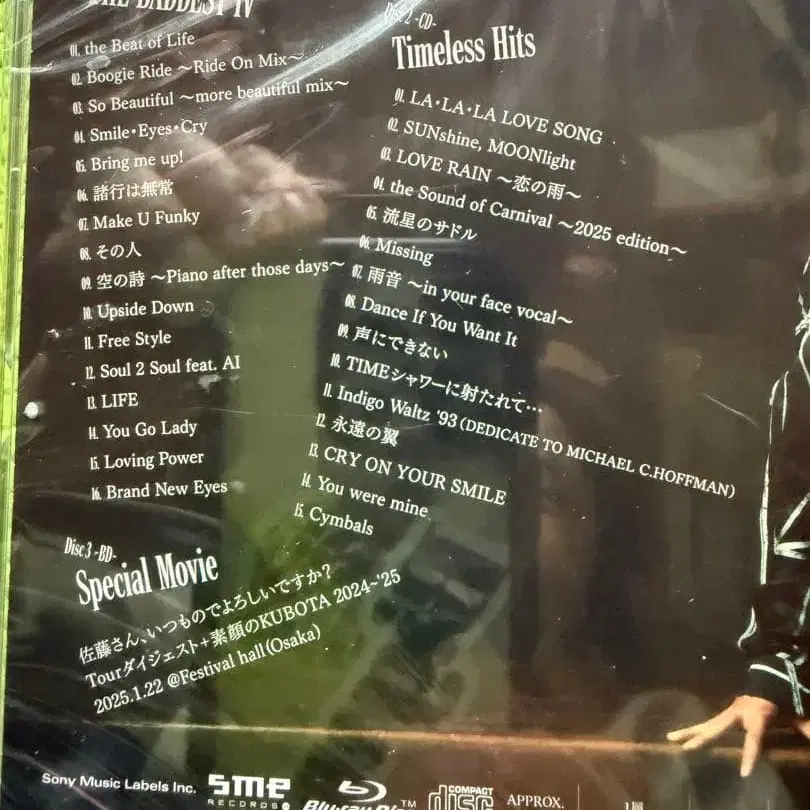 THE BADDEST IV
01. the Beat of Life
02. Boogie Ride ～Ride On Mix～
03. So Beautiful ～more beautiful mix～
04. Smile・Eyes・Cry
05. Bring me up!
06. 諸行は無常
07. Make U Funky
08. その人
09. 空の詩 ～Piano after those days～
10. Upside Down
11. Free Style
12. Soul 2 Soul feat. AI
13. LIFE
14. You Go Lady
15. Loving Power
16. Brand New Eyes
Disc 2 -CD-
Timeless Hits
01. LA・LA・LA LOVE SONG
02. SUNshine, MOONlight
03. LOVE RAIN ～恋の雨～
04. the Sound of Carnival ～2025 edition～
05. 流星のサドル
06. Missing
07. 雨音 ～in your face vocal～
08. Dance If You Want It
09. 声にできない
10. TIMEシャワーに射たれて…
11. Indigo Waltz '93 (DEDICATE TO MICHAEL C.HOFFMAN)
12. 永遠の翼
13. CRY ON YOUR SMILE
14. You were mine
15. Cymbals
Disc 3 -BD-
Special Movie
佐藤さん、いつものでよろしいですか?
Tourダイジェスト+素顔のKUBOTA 2024~'25
2025.1.22 @Festival hall(Osaka)
Sony Music Labels Inc.
sme
RECORDS
Blu-ray Disc™
COMPACT
disc
APPROX.
1層